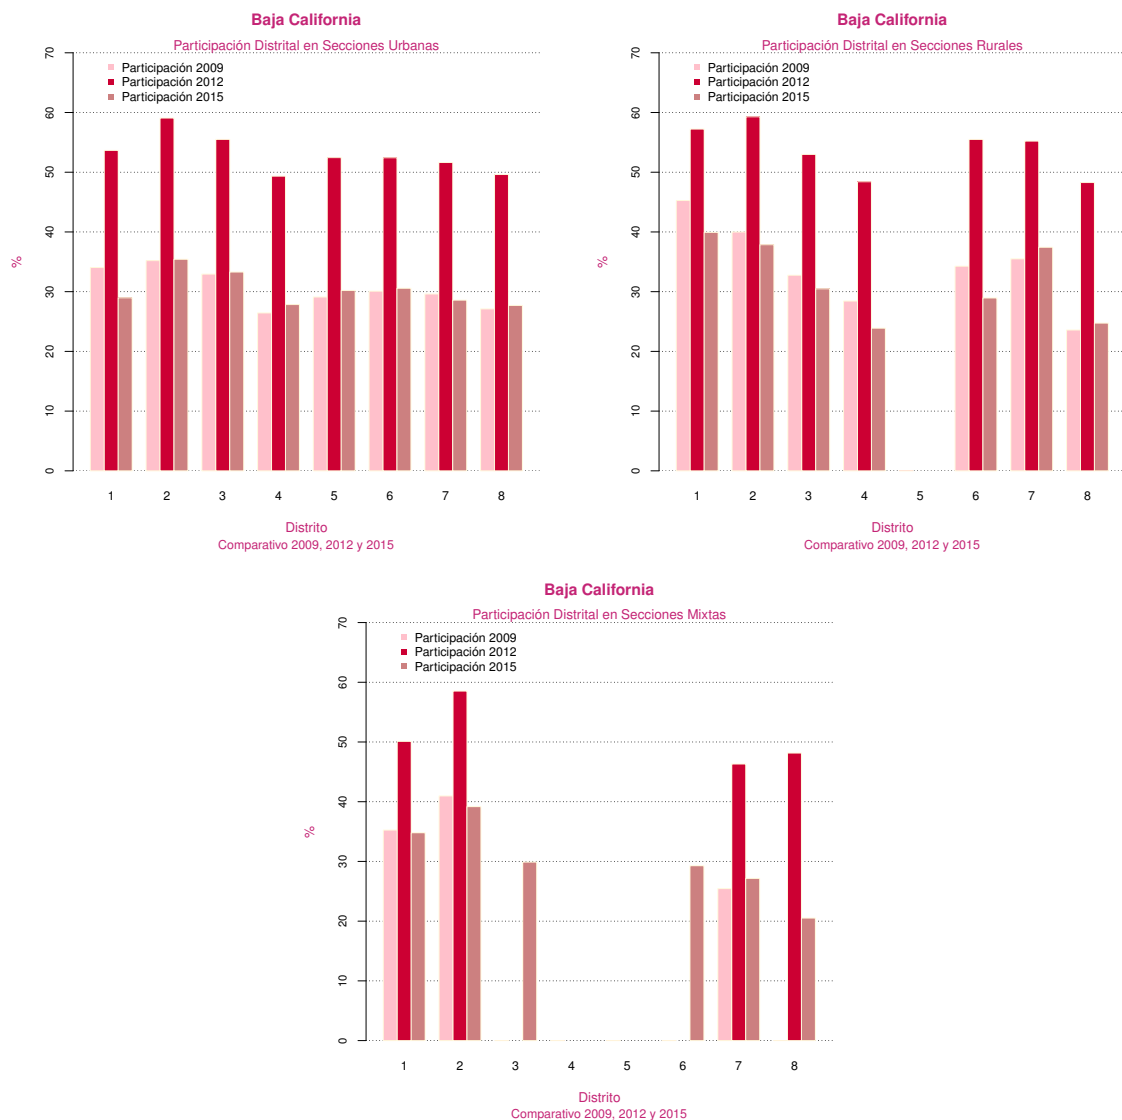 Baja California
Participación Distrital en Secciones Urbanas
Participación 2009
Participación 2012
Participación 2015
70
60
50
40
30
20
10
0
%
1 2 3 4 5 6 7 8
Distrito
Comparativo 2009, 2012 y 2015
Baja California
Participación Distrital en Secciones Rurales
Participación 2009
Participación 2012
Participación 2015
70
60
50
40
30
20
10
0
%
1 2 3 4 5 6 7 8
Distrito
Comparativo 2009, 2012 y 2015
Baja California
Participación Distrital en Secciones Mixtas
Participación 2009
Participación 2012
Participación 2015
70
60
50
40
30
20
10
0
%
1 2 3 4 5 6 7 8
Distrito
Comparativo 2009, 2012 y 2015